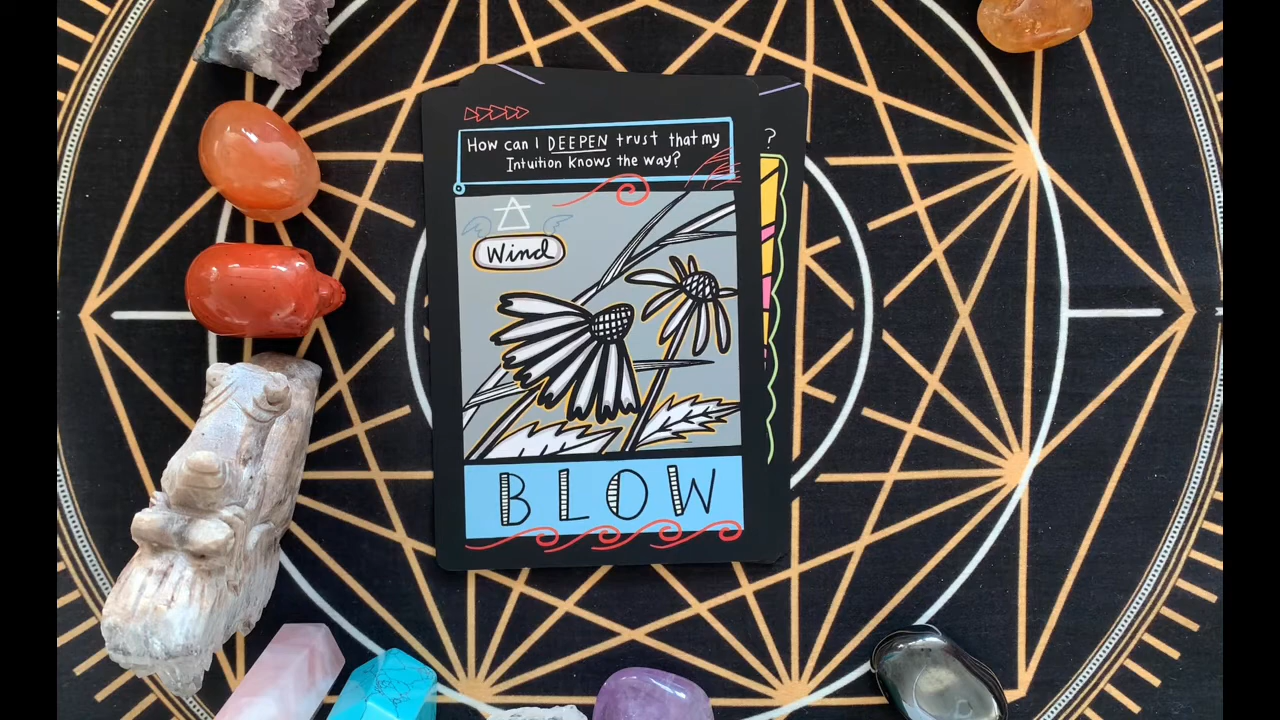 How can I DEEPEN trust that my
Intuition knows the way?
?
Wind
BLOW